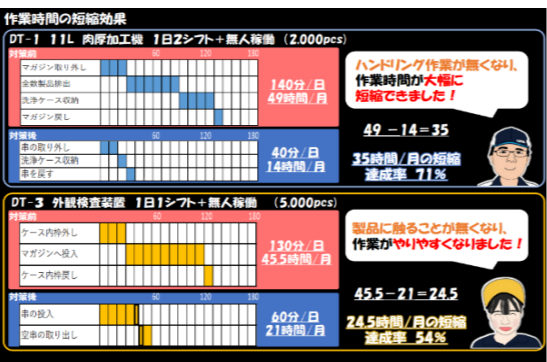 作業時間の短縮効果
DT-1 11L 肉厚加工機 1日2シフト+無人稼働 (2.000pcs)
対策前 60 120 180
マガジン取り外し
全数製品排出
洗浄ケース収納
マガジン戻し
140分/日
49時間/月
対策後 60 120 180
串の取り外し
洗浄ケース収納
串を戻す
40分/日
14時間/月
ハンドリング作業が無くなり、
作業時間が大幅に
短縮できました!
49-14=35
35時間/月の短縮
達成率 71%
DT-3 外観検査装置 1日1シフト+無人稼働 (5.000pcs)
対策前 60 120 180
ケース内枠外し
マガジンへ投入
ケース内枠戻し
130分/日
45.5時間/月
対策後 60 120 180
串の投入
空串の取り出し
60分/日
21時間/月
製品に触ることが無くなり、
作業がやりやすくなりました!
45.5-21=24.5
24.5時間/月の短縮
達成率 54%